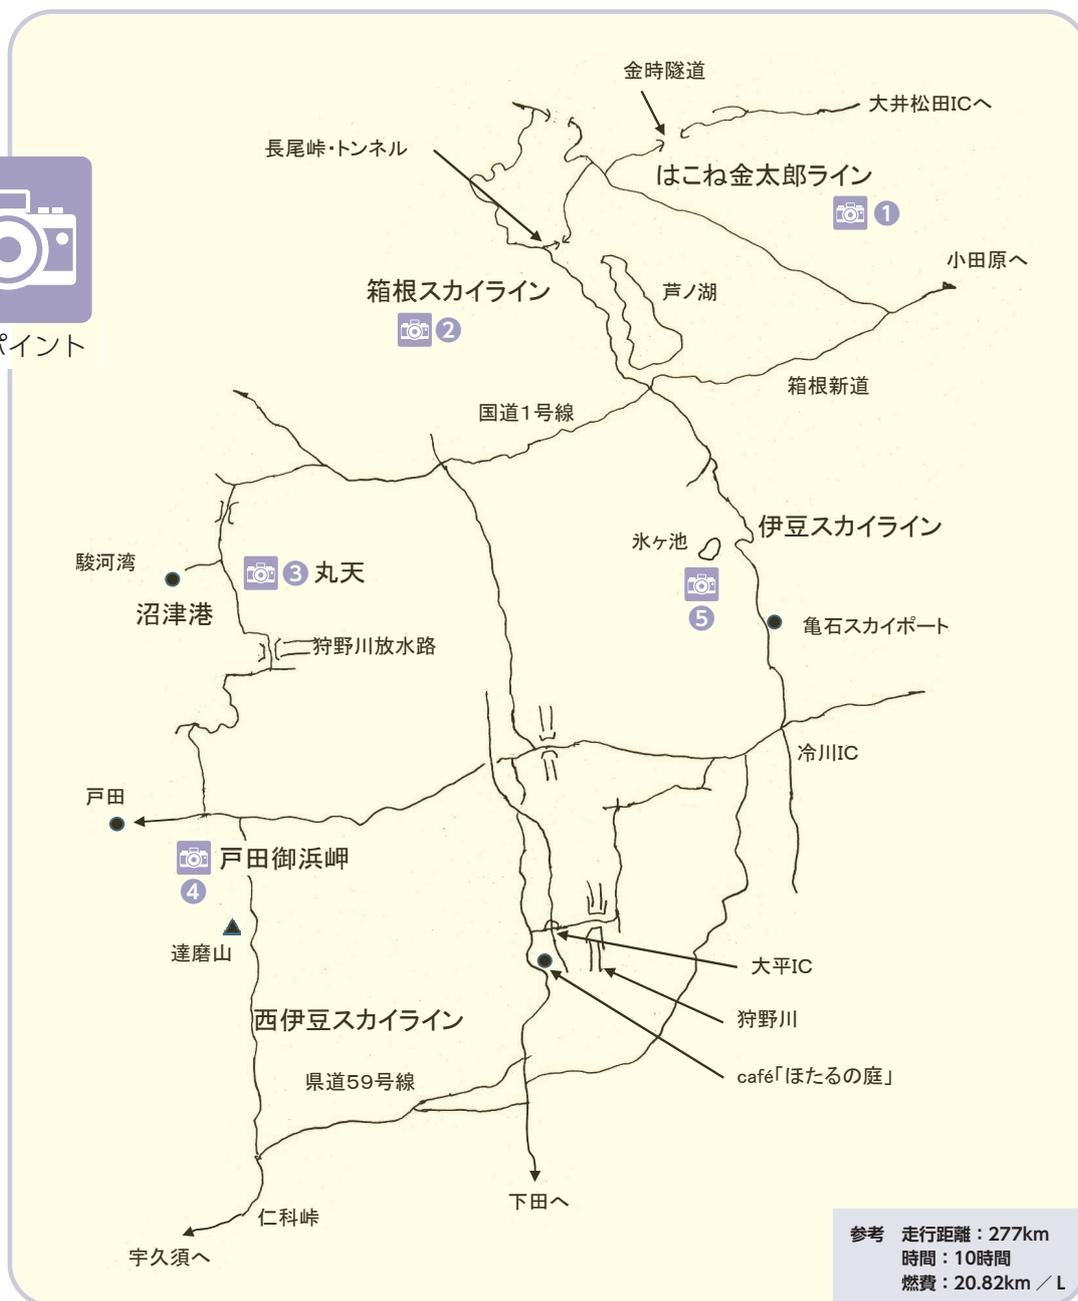 金時隧道
大井松田ICへ
長尾峠・トンネル
はこね金太郎ライン
1
小田原へ
箱根スカイライン
芦ノ湖
2
ポイント
箱根新道
国道1号線
伊豆スカイライン
氷ヶ池
駿河湾
3 丸天
沼津港
5
亀石スカイポート
狩野川放水路
冷川IC
戸田
戸田御浜岬
4
達磨山
大平IC
西伊豆スカイライン
狩野川
県道59号線
café「ほたるの庭」
下田へ
仁科峠
宇久須へ
参考 走行距離：277km
時間：10時間
燃費：20.82km ／ L